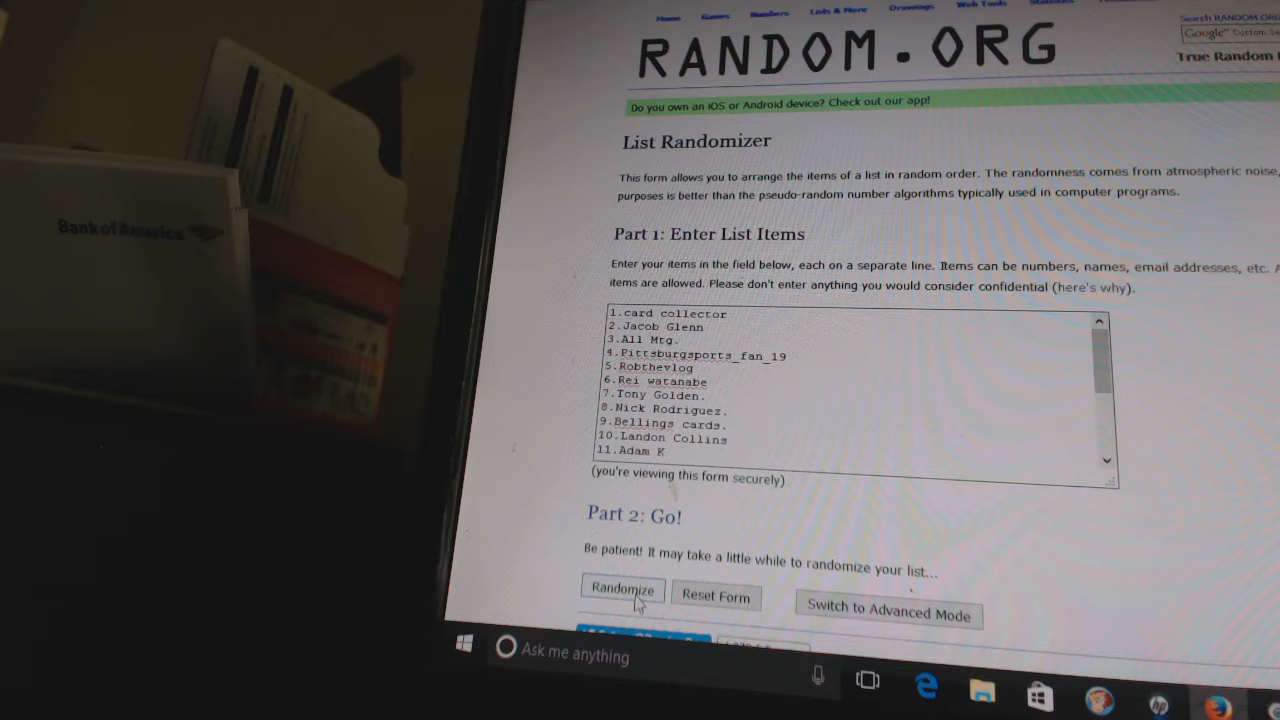 Home Games Numbers Lists & More Drawings Web Tools Statistics
RANDOM.ORG
Search RANDOM.ORG
Google™ Custom
True Random
Do you own an iOS or Android device? Check out our app!
List Randomizer
This form allows you to arrange the items of a list in random order. The randomness comes from atmospheric noise,
purposes is better than the pseudo-random number algorithms typically used in computer programs.
Part 1: Enter List Items
Enter your items in the field below, each on a separate line. Items can be numbers, names, email addresses, etc.
items are allowed. Please don't enter anything you would consider confidential (here's why).
1.card collector
2.Jacob Glenn
3.All Mtg.
4.Pittsburgsports_fan_19
5.Robthevlog
6.Rei watanabe
7.Tony Golden.
8.Nick Rodriguez.
9.Bellings cards.
10.Landon Collins
11.Adam K
(you're viewing this form securely)
Part 2: Go!
Be patient! It may take a little while to randomize your list...
Randomize Reset Form Switch to Advanced Mode
Ask me anything
hp
Bank of America